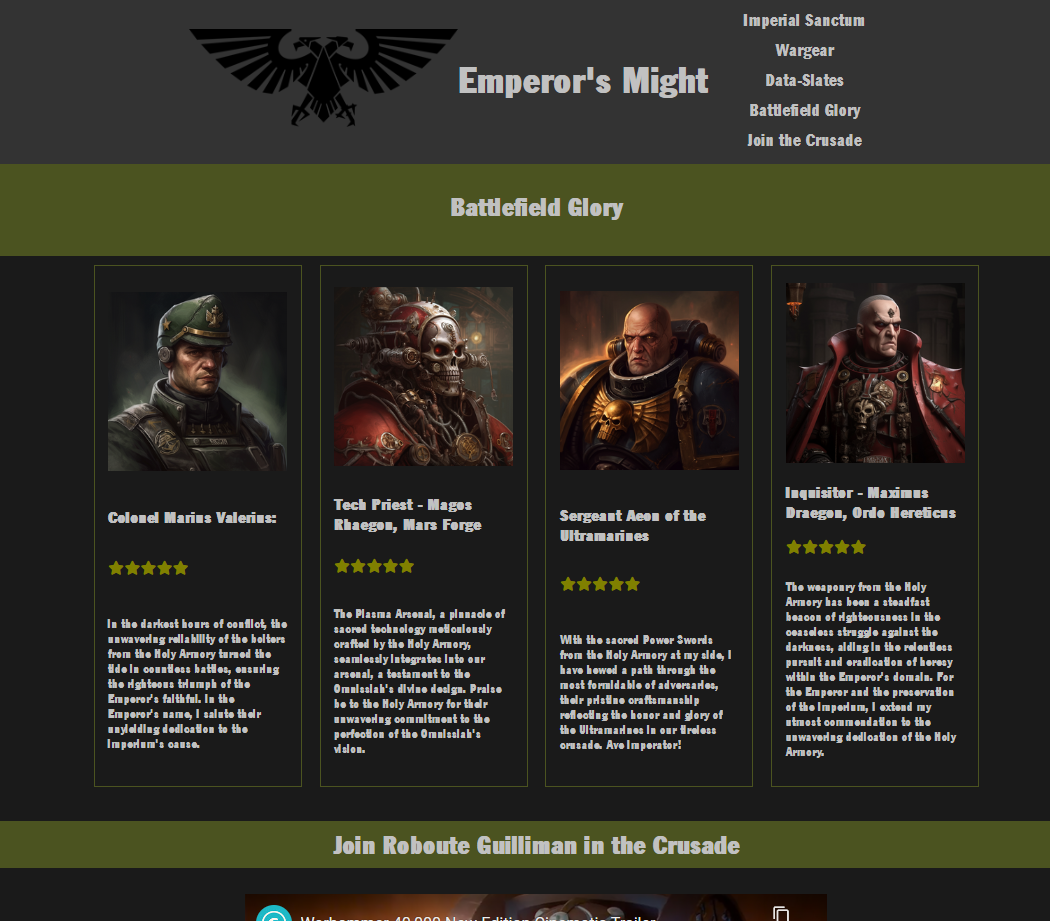 Imperial Sanctum
Wargear
Data-Slates
Battlefield Glory
Join the Crusade
Emperor's Might
Battlefield Glory
Colonel Marius Valerius:
In the darkest hours of conflict, the
unwavering reliability of the bolters
from the Holy Armory turned the
tide in countless battles, ensuring
the righteous triumph of the
Emperor's faithful. In the
Emperor's name, I salute their
unyielding dedication to the
Imperium's cause.
Tech Priest - Magos
Rhaegon, Mars Forge
The Plasma Arsenal, a pinnacle of
sacred technology meticulously
crafted by the Holy Armory,
seamlessly integrates into our
arsenal, a testament to the
Omnissiah's divine design. Praise
be to the Holy Armory for their
unwavering commitment to the
perfection of the Omnissiah's
vision.
Sergeant Aeon of the
Ultramarines
With the sacred Power Swords
from the Holy Armory at my side, I
have hewed a path through the
most formidable of adversaries,
their pristine craftsmanship
reflecting the honor and glory of
the Ultramarines in our tireless
crusade. Ave Imperator!
Inquisitor - Maximus
Draegon, Ordo Hereticus
The weaponry from the Holy
Armory has been a steadfast
beacon of righteousness in the
ceaseless struggle against the
darkness, aiding in the relentless
pursuit and eradication of heresy
within the Emperor's domain. For
the Emperor and the preservation
of the Imperium, I extend my
utmost commendation to the
unwavering dedication of the Holy
Armory.
Join Roboute Guilliman in the Crusade
Warhammer 40,000 New Edition Cinematic Trailer